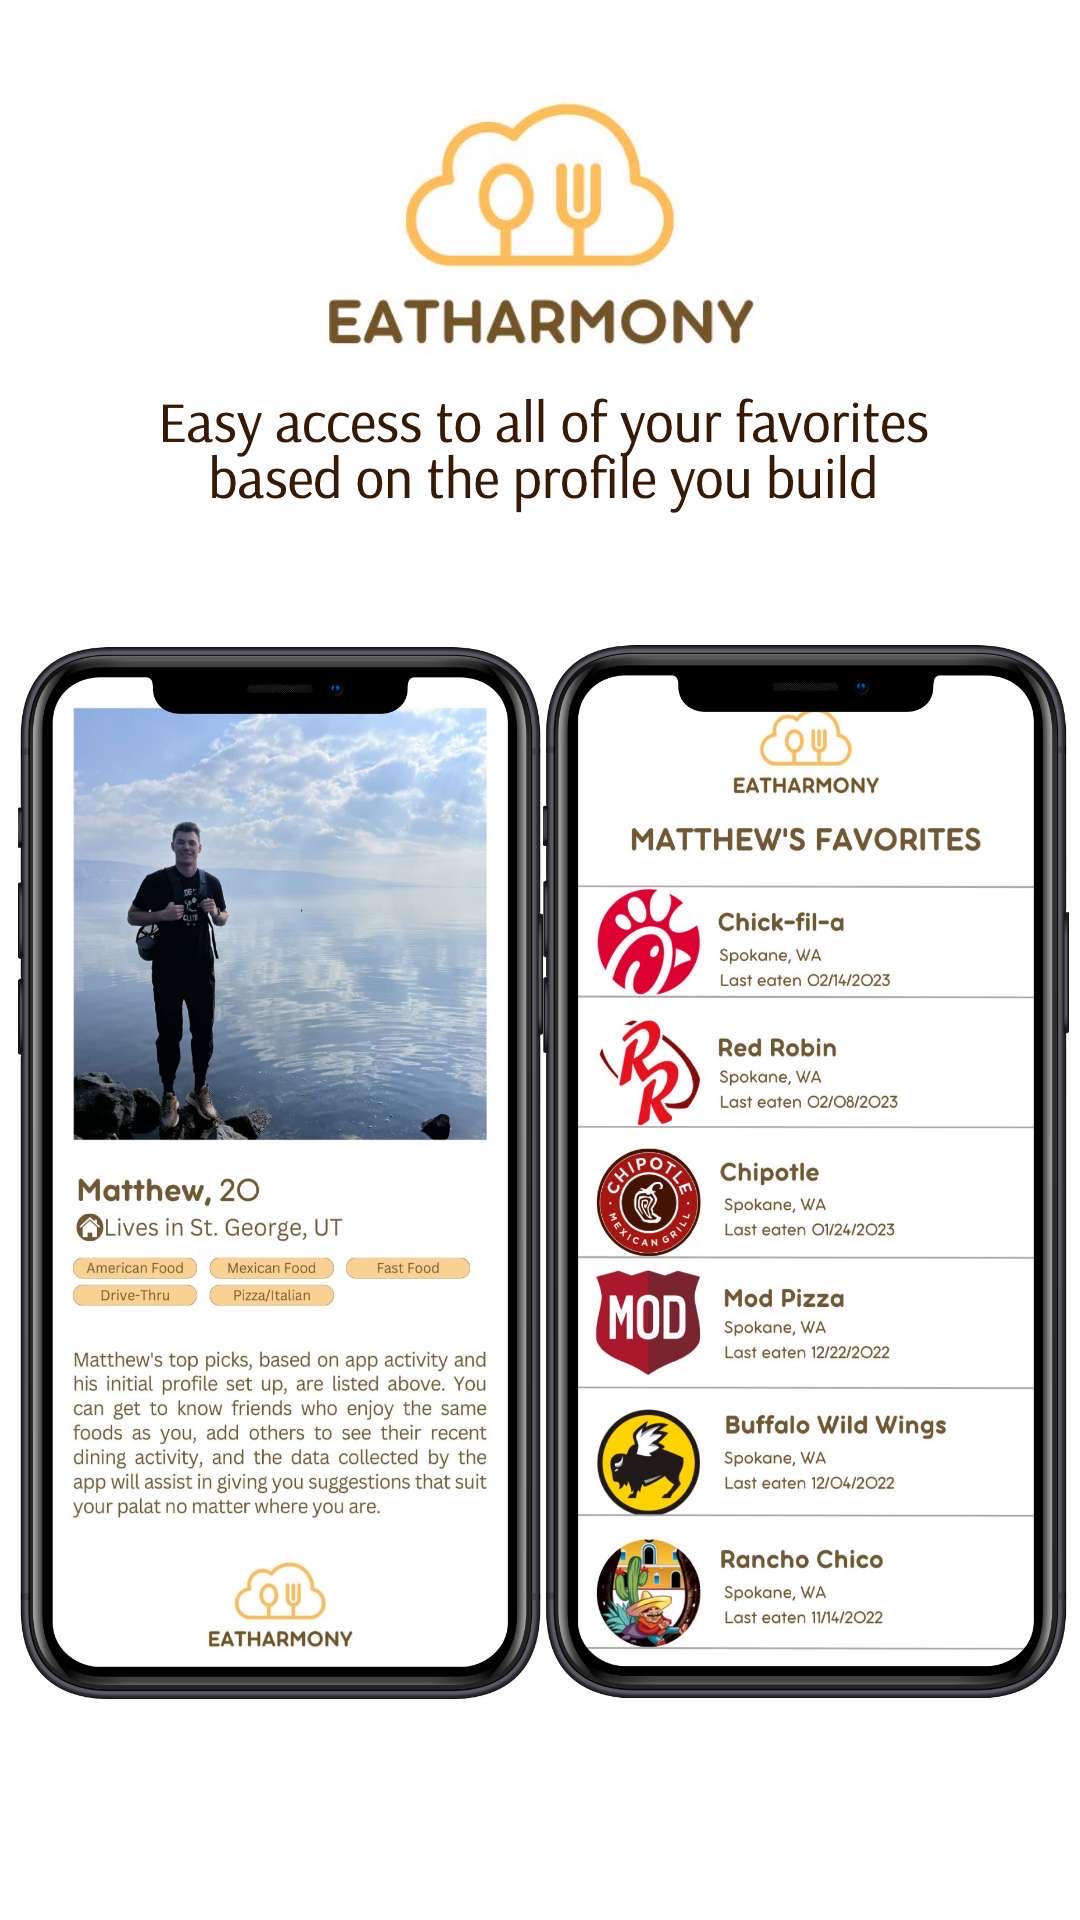 EATHARMONY
Easy access to all of your favorites
based on the profile you build
Matthew, 20
Lives in St. George, UT
American Food
Mexican Food
Fast Food
Drive-Thru
Pizza/Italian
Matthew's top picks, based on app activity and
his initial profile set up, are listed above. You
can get to know friends who enjoy the same
foods as you, add others to see their recent
dining activity, and the data collected by the
app will assist in giving you suggestions that suit
your palat no matter where you are.
EATHARMONY
EATHARMONY
MATTHEW'S FAVORITES
Chick-fil-a
Spokane, WA
Last eaten 02/14/2023
RR
Red Robin
Spokane, WA
Last eaten 02/08/2023
CHIPOTLE
MEXICAN GRILL
Chipotle
Spokane, WA
Last eaten 01/24/2023
MOD
Mod Pizza
Spokane, WA
Last eaten 12/22/2022
Buffalo Wild Wings
Spokane, WA
Last eaten 12/04/2022
Rancho Chico
Spokane, WA
Last eaten 11/14/2022